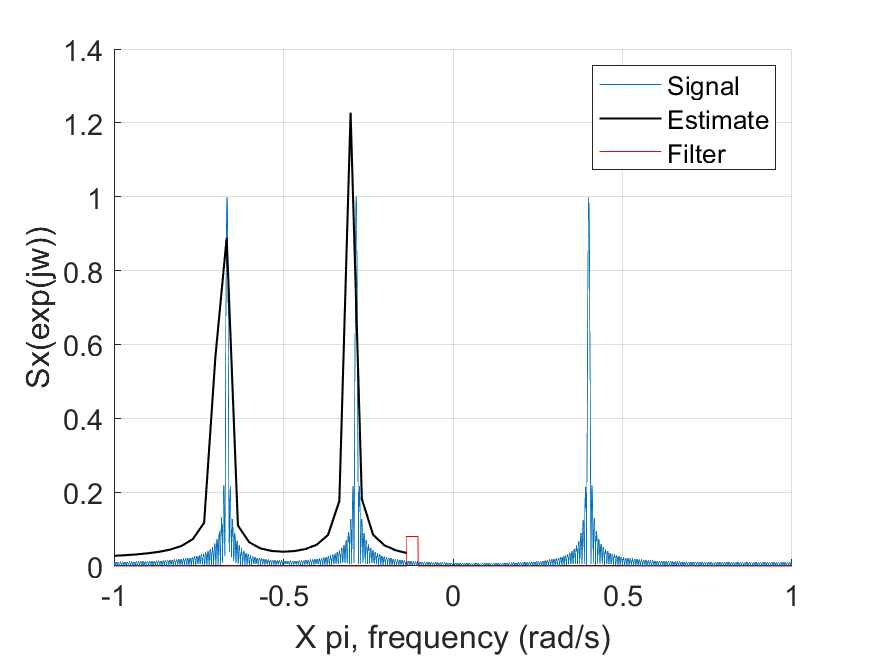 1.4
1.2
1
0.8
0.6
0.4
0.2
0
-1
-0.5
0
0.5
1
Signal
Estimate
Filter
Sx(exp(jw))
X pi, frequency (rad/s)